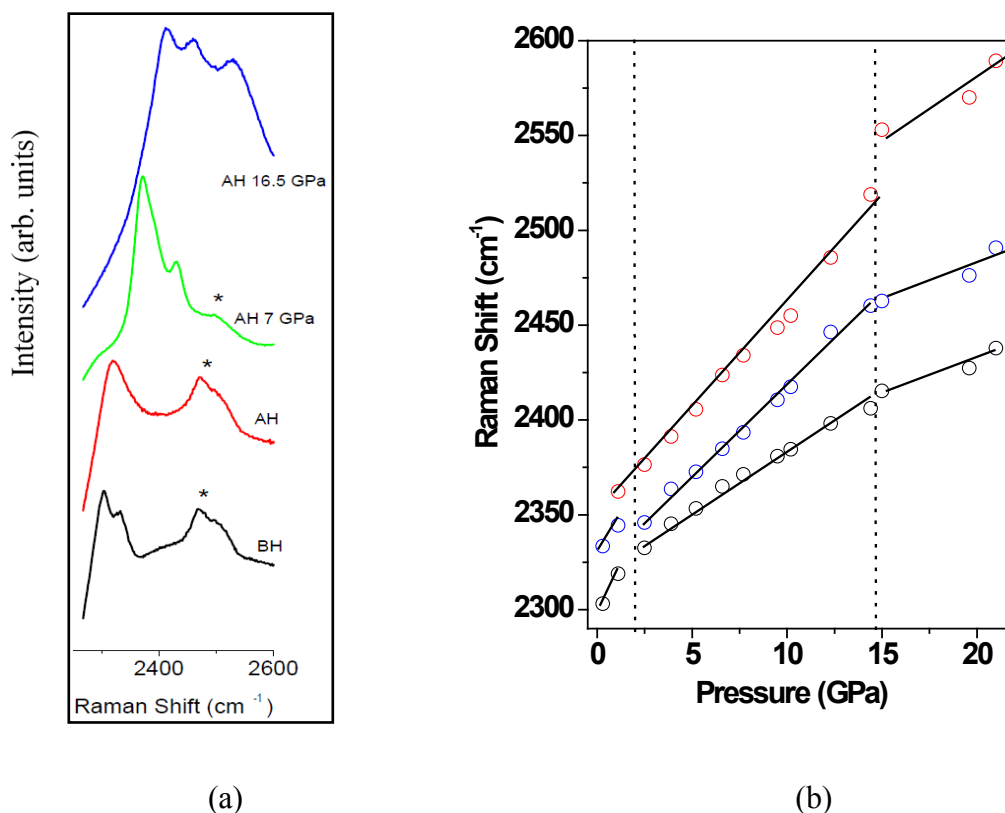 Intensity (arb. units)
AH 16.5 GPa
*
AH 7 GPa
*
AH
*
BH
2400 2600
Raman Shift (cm -1)
(a)
Raman Shift (cm-1)
2600
2550
2500
2450
2400
2350
2300
0 5 10 15 20
Pressure (GPa)
(b)